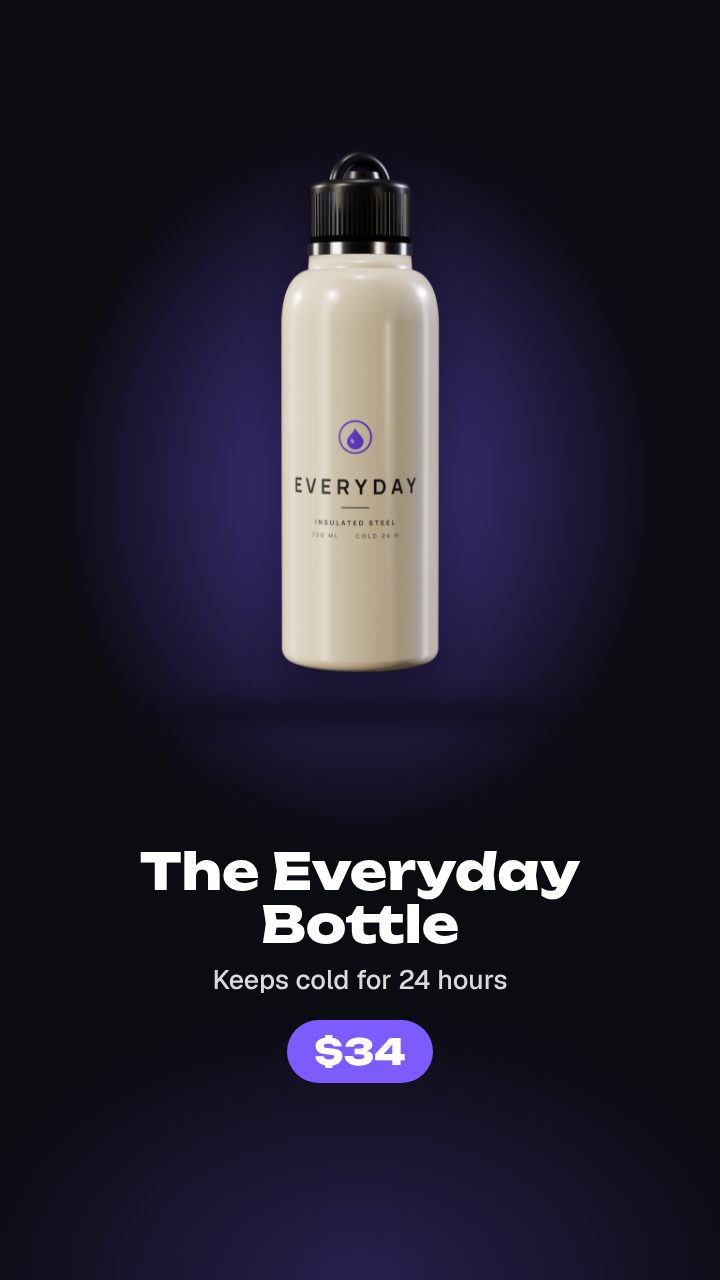 EVERYDAY
INSULATED STEEL
750 ML · COLD 24 H
The Everyday
Bottle
Keeps cold for 24 hours
$34